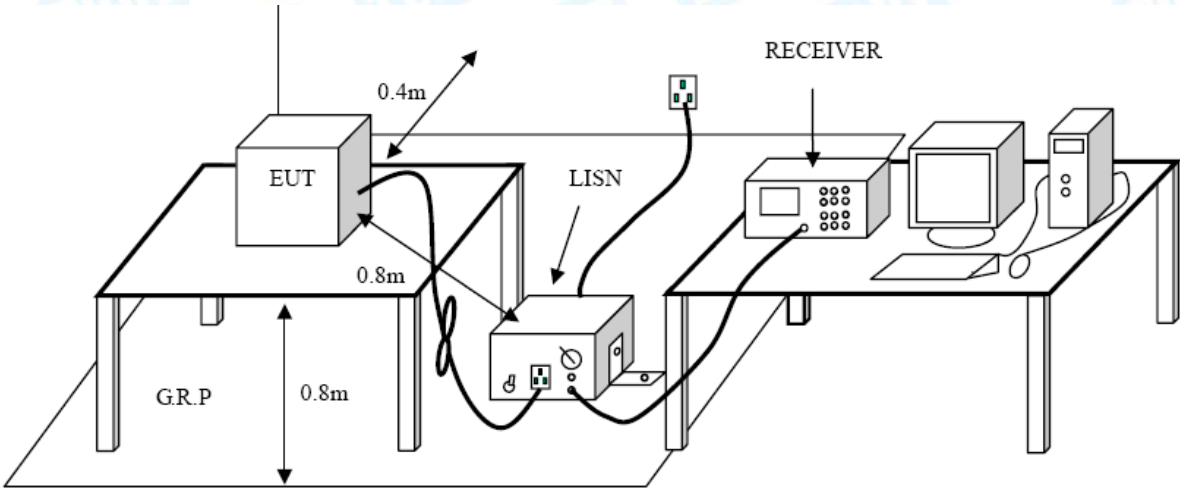 RECEIVER
0.4m
EUT
LISN
0.8m
G.R.P
0.8m